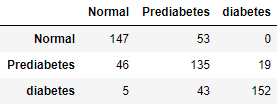 Normal Prediabetes diabetes
Normal 147 53 0
Prediabetes 46 135 19
diabetes 5 43 152